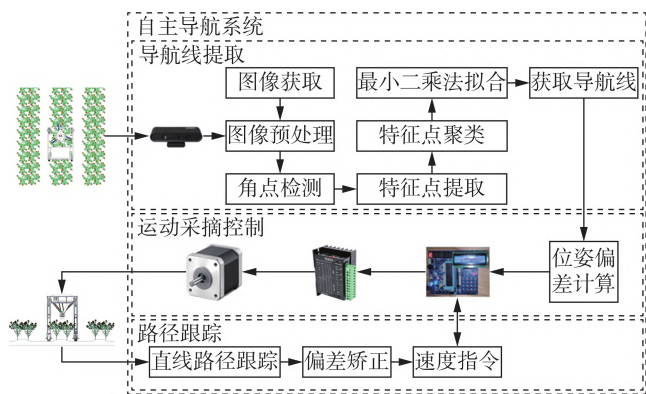 自主导航系统
导航线提取
图像获取
最小二乘法拟合
获取导航线
图像预处理
特征点聚类
角点检测
特征点提取
运动采摘控制
位姿偏
差计算
路径跟踪
直线路径跟踪
偏差矫正
速度指令